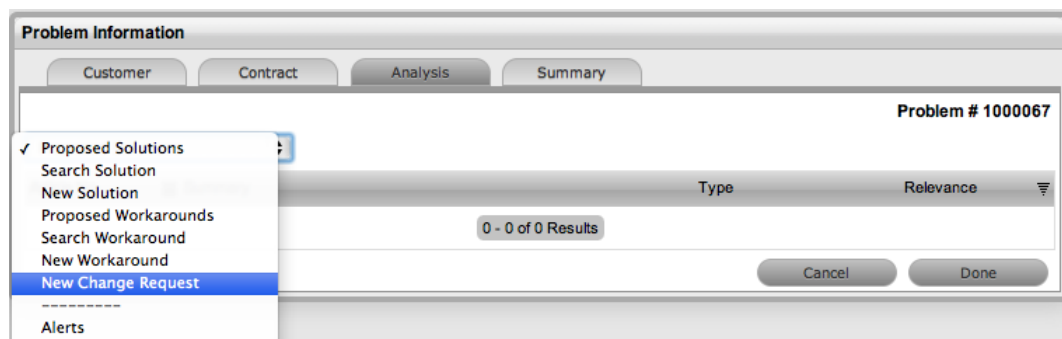 Problem Information
Customer Contract Analysis Summary
Problem # 1000067
✓ Proposed Solutions
Search Solution
New Solution
Type Relevance
Proposed Workarounds
0 - 0 of 0 Results
Search Workaround
New Workaround
New Change Request
Cancel Done
---------
Alerts